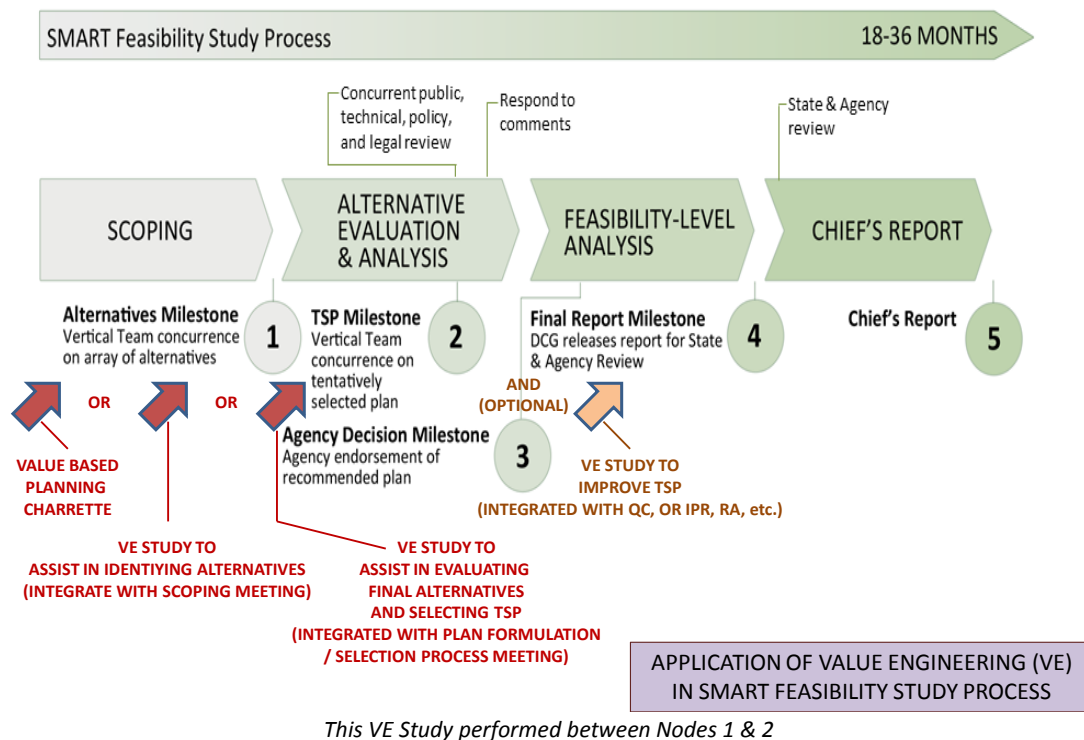 SMART Feasibility Study Process
18-36 MONTHS
Concurrent public,
technical, policy,
and legal review
Respond to
comments
State & Agency
review
SCOPING
ALTERNATIVE
EVALUATION
& ANALYSIS
FEASIBILITY-LEVEL
ANALYSIS
CHIEF'S REPORT
Alternatives Milestone
Vertical Team concurrence
on array of alternatives
1
TSP Milestone
Vertical Team
concurrence on
tentatively
selected plan
2
Final Report Milestone
DCG releases report for State
& Agency Review
4
Chief's Report
5
OR
OR
AND
(OPTIONAL)
Agency Decision Milestone
Agency endorsement of
recommended plan
3
VALUE BASED
PLANNING
CHARRETTE
VE STUDY TO
IMPROVE TSP
(INTEGRATED WITH QC, OR IPR, RA, etc.)
VE STUDY TO
ASSIST IN IDENTIYING ALTERNATIVES
(INTEGRATE WITH SCOPING MEETING)
VE STUDY TO
ASSIST IN EVALUATING
FINAL ALTERNATIVES
AND SELECTING TSP
(INTEGRATED WITH PLAN FORMULATION
/ SELECTION PROCESS MEETING)
APPLICATION OF VALUE ENGINEERING (VE)
IN SMART FEASIBILITY STUDY PROCESS
This VE Study performed between Nodes 1 & 2